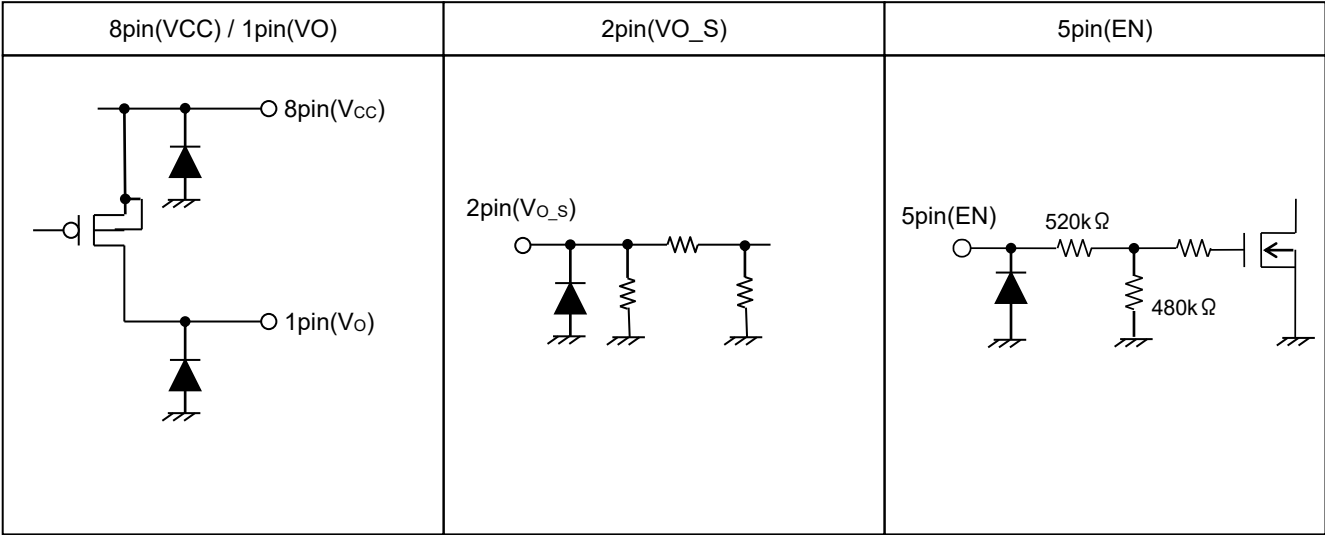 8pin(VCC) / 1pin(VO)
2pin(VO_S)
5pin(EN)
8pin(VCC)
1pin(VO)
2pin(VO_S)
5pin(EN)
520kΩ
480kΩ